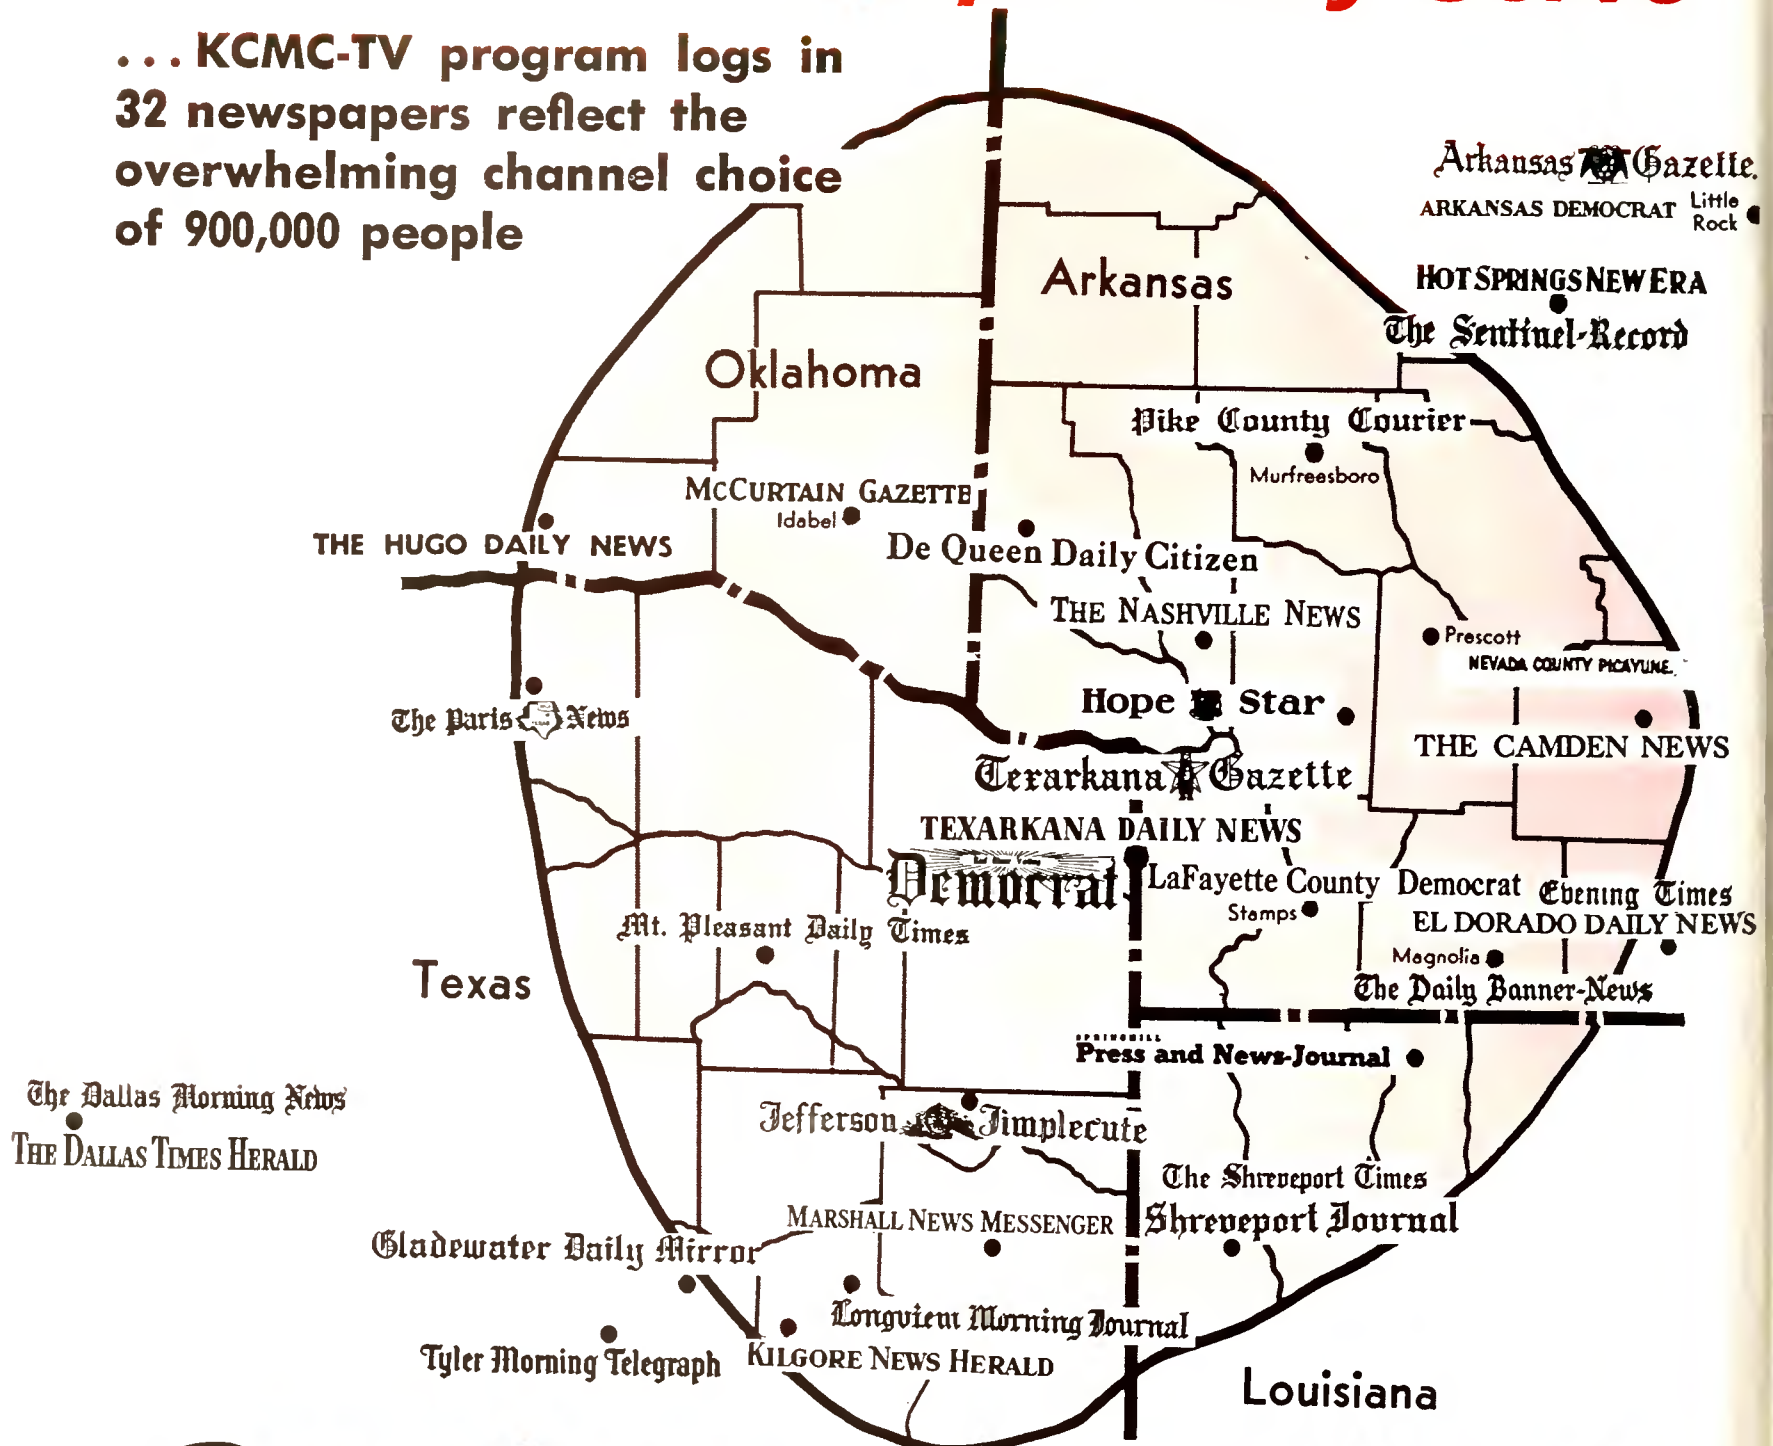 ... KCMC-TV program logs in
32 newspapers reflect the
overwhelming channel choice
of 900,000 people
Arkansas Gazette.
ARKANSAS DEMOCRAT Little Rock
HOT SPRINGS NEW ERA
The Sentinel-Record
Arkansas
Oklahoma
Pike County Courier
Murfreesboro
MCCURTAIN GAZETTE
Idabel
THE HUGO DAILY NEWS
De Queen Daily Citizen
THE NASHVILLE NEWS
Prescott
NEVADA COUNTY PICAYUNE.
The Paris News
Hope Star
THE CAMDEN NEWS
Texarkana Gazette
TEXARKANA DAILY NEWS
Democrat
LaFayette County Democrat
Stamps
Evening Times
EL DORADO DAILY NEWS
Mt. Pleasant Daily Times
Magnolia
The Daily Banner-News
Texas
SPRINGHILL
Press and News-Journal
The Dallas Morning News
THE DALLAS TIMES HERALD
Jefferson Jimplecute
The Shreveport Times
Shreveport Journal
MARSHALL NEWS MESSENGER
Gladewater Daily Mirror
Longview Morning Journal
Tyler Morning Telegraph
KILGORE NEWS HERALD
Louisiana